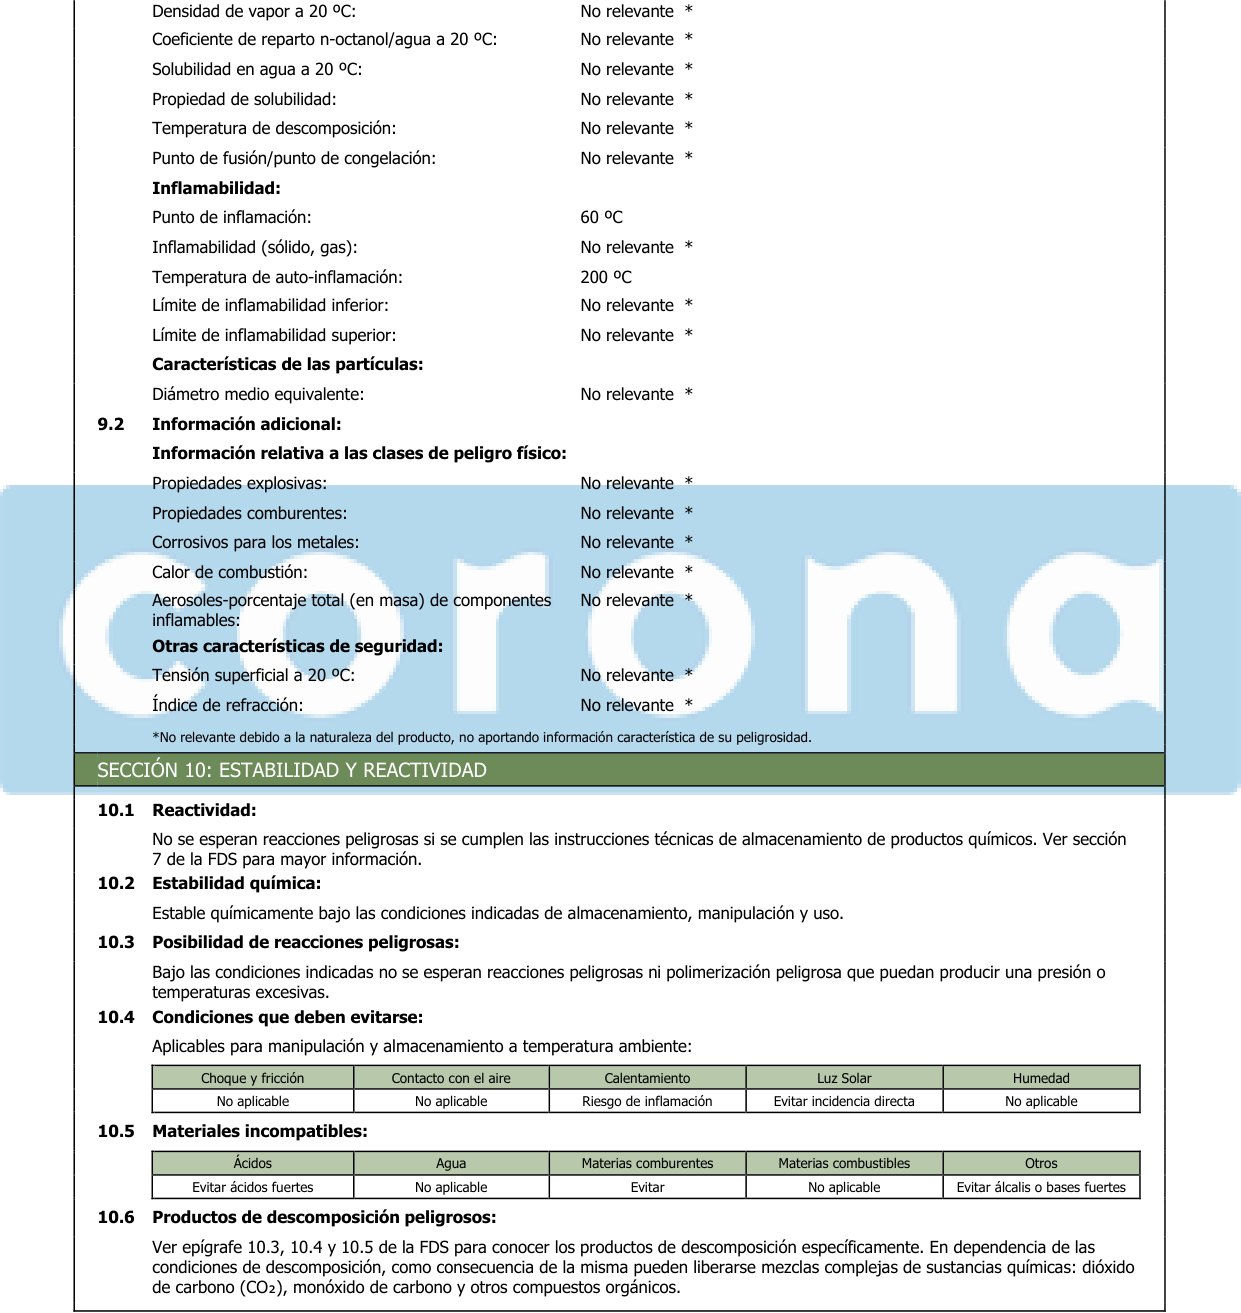 Densidad de vapor a 20 ºC: No relevante *
Coeficiente de reparto n-octanol/agua a 20 ºC: No relevante *
Solubilidad en agua a 20 ºC: No relevante *
Propiedad de solubilidad: No relevante *
Temperatura de descomposición: No relevante *
Punto de fusión/punto de congelación: No relevante *
Inflamabilidad:
Punto de inflamación: 60 ºC
Inflamabilidad (sólido, gas): No relevante *
Temperatura de auto-inflamación: 200 ºC
Límite de inflamabilidad inferior: No relevante *
Límite de inflamabilidad superior: No relevante *
Características de las partículas:
Diámetro medio equivalente: No relevante *
9.2 Información adicional:
Información relativa a las clases de peligro físico:
Propiedades explosivas: No relevante *
Propiedades comburentes: No relevante *
Corrosivos para los metales: No relevante *
Calor de combustión: No relevante *
Aerosoles-porcentaje total (en masa) de componentes No relevante *
inflamables:
Otras características de seguridad:
Tensión superficial a 20 ºC: No relevante *
Índice de refracción: No relevante *
*No relevante debido a la naturaleza del producto, no aportando información característica de su peligrosidad.
corona
SECCIÓN 10: ESTABILIDAD Y REACTIVIDAD
10.1 Reactividad:
No se esperan reacciones peligrosas si se cumplen las instrucciones técnicas de almacenamiento de productos químicos. Ver sección
7 de la FDS para mayor información.
10.2 Estabilidad química:
Estable químicamente bajo las condiciones indicadas de almacenamiento, manipulación y uso.
10.3 Posibilidad de reacciones peligrosas:
Bajo las condiciones indicadas no se esperan reacciones peligrosas ni polimerización peligrosa que puedan producir una presión o
temperaturas excesivas.
10.4 Condiciones que deben evitarse:
Aplicables para manipulación y almacenamiento a temperatura ambiente:
Choque y fricción Contacto con el aire Calentamiento Luz Solar Humedad
No aplicable No aplicable Riesgo de inflamación Evitar incidencia directa No aplicable
10.5 Materiales incompatibles:
Ácidos Agua Materias comburentes Materias combustibles Otros
Evitar ácidos fuertes No aplicable Evitar No aplicable Evitar álcalis o bases fuertes
10.6 Productos de descomposición peligrosos:
Ver epígrafe 10.3, 10.4 y 10.5 de la FDS para conocer los productos de descomposición específicamente. En dependencia de las
condiciones de descomposición, como consecuencia de la misma pueden liberarse mezclas complejas de sustancias químicas: dióxido
de carbono (CO₂), monóxido de carbono y otros compuestos orgánicos.